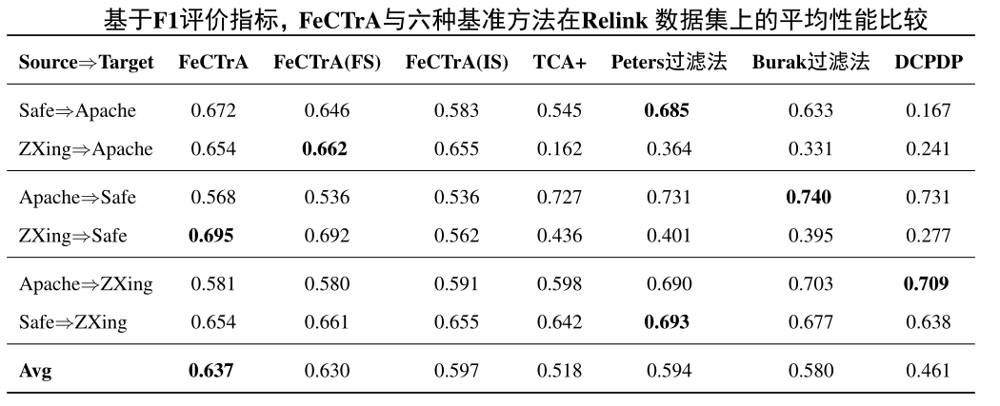 基于F1评价指标，FeCTrA与六种基准方法在Relink 数据集上的平均性能比较
Source⇒Target FeCTrA FeCTrA(FS) FeCTrA(IS) TCA+ Peters过滤法 Burak过滤法 DCPDP
Safe⇒Apache 0.672 0.646 0.583 0.545 0.685 0.633 0.167
ZXing⇒Apache 0.654 0.662 0.655 0.162 0.364 0.331 0.241
Apache⇒Safe 0.568 0.536 0.536 0.727 0.731 0.740 0.731
ZXing⇒Safe 0.695 0.692 0.562 0.436 0.401 0.395 0.277
Apache⇒ZXing 0.581 0.580 0.591 0.598 0.690 0.703 0.709
Safe⇒ZXing 0.654 0.661 0.655 0.642 0.693 0.677 0.638
Avg 0.637 0.630 0.597 0.518 0.594 0.580 0.461